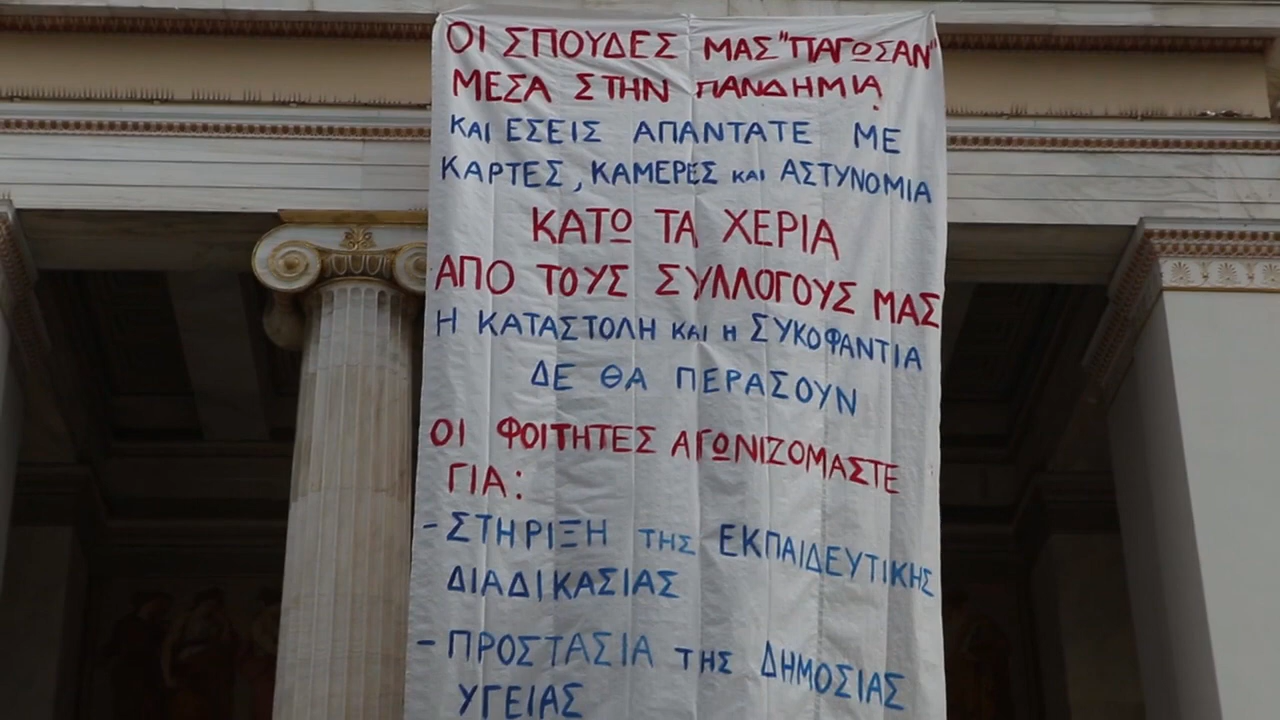 ΟΙ ΣΠΟΥΔΕΣ ΜΑΣ "ΠΑΓΩΣΑΝ"
ΜΕΣΑ ΣΤΗΝ ΠΑΝΔΗΜΙΑ
ΚΑΙ ΕΣΕΙΣ ΑΠΑΝΤΑΤΕ ΜΕ
ΚΑΡΤΕΣ, ΚΑΜΕΡΕΣ ΚΑΙ ΑΣΤΥΝΟΜΙΑ
ΚΑΤΩ ΤΑ ΧΕΡΙΑ
ΑΠΟ ΤΟΥΣ ΣΥΛΛΟΓΟΥΣ ΜΑΣ
Η ΚΑΤΑΣΤΟΛΗ ΚΑΙ Η ΣΥΚΟΦΑΝΤΙΑ
ΔΕ ΘΑ ΠΕΡΑΣΟΥΝ
ΟΙ ΦΟΙΤΗΤΕΣ ΑΓΩΝΙΖΟΜΑΣΤΕ
ΓΙΑ:
- ΣΤΗΡΙΞΗ ΤΗΣ ΕΚΠΑΙΔΕΥΤΙΚΗΣ
ΔΙΑΔΙΚΑΣΙΑΣ
- ΠΡΟΣΤΑΣΙΑ ΤΗΣ ΔΗΜΟΣΙΑΣ
ΥΓΕΙΑΣ